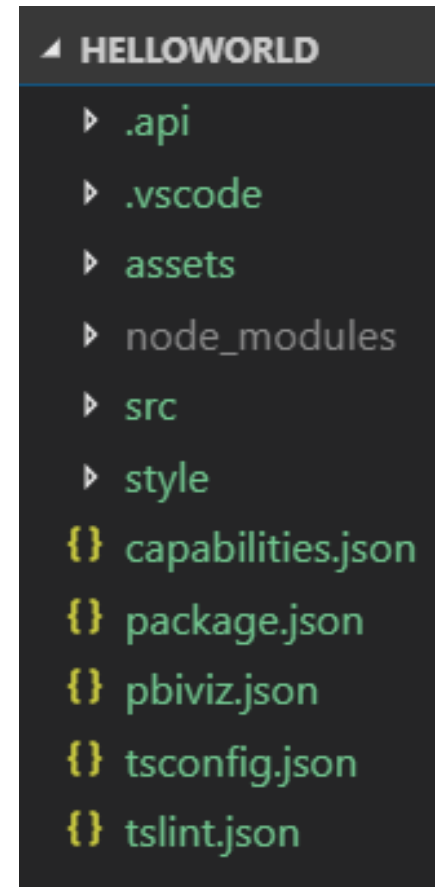 HELLOWORLD
.api
.vscode
assets
node_modules
src
style
{} capabilities.json
{} package.json
{} pbiviz.json
{} tsconfig.json
{} tslint.json